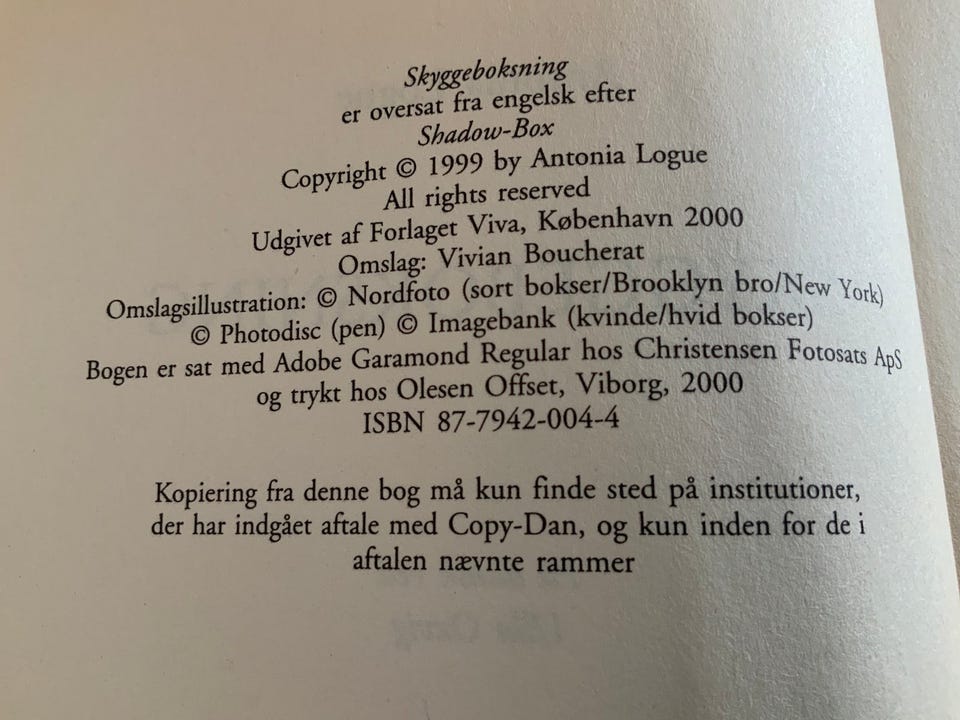 Skyggeboksning
er oversat fra engelsk efter
Shadow-Box
Copyright © 1999 by Antonia Logue
All rights reserved
Udgivet af Forlaget Viva, København 2000
Omslag: Vivian Boucherat
Omslagsillustration: © Nordfoto (sort bokser/Brooklyn bro/New York)
© Photodisc (pen) © Imagebank (kvinde/hvid bokser)
Bogen er sat med Adobe Garamond Regular hos Christensen Fotosats ApS
og trykt hos Olesen Offset, Viborg, 2000
ISBN 87-7942-004-4
Kopiering fra denne bog må kun finde sted på institutioner,
der har indgået aftale med Copy-Dan, og kun inden for de i
aftalen nævnte rammer